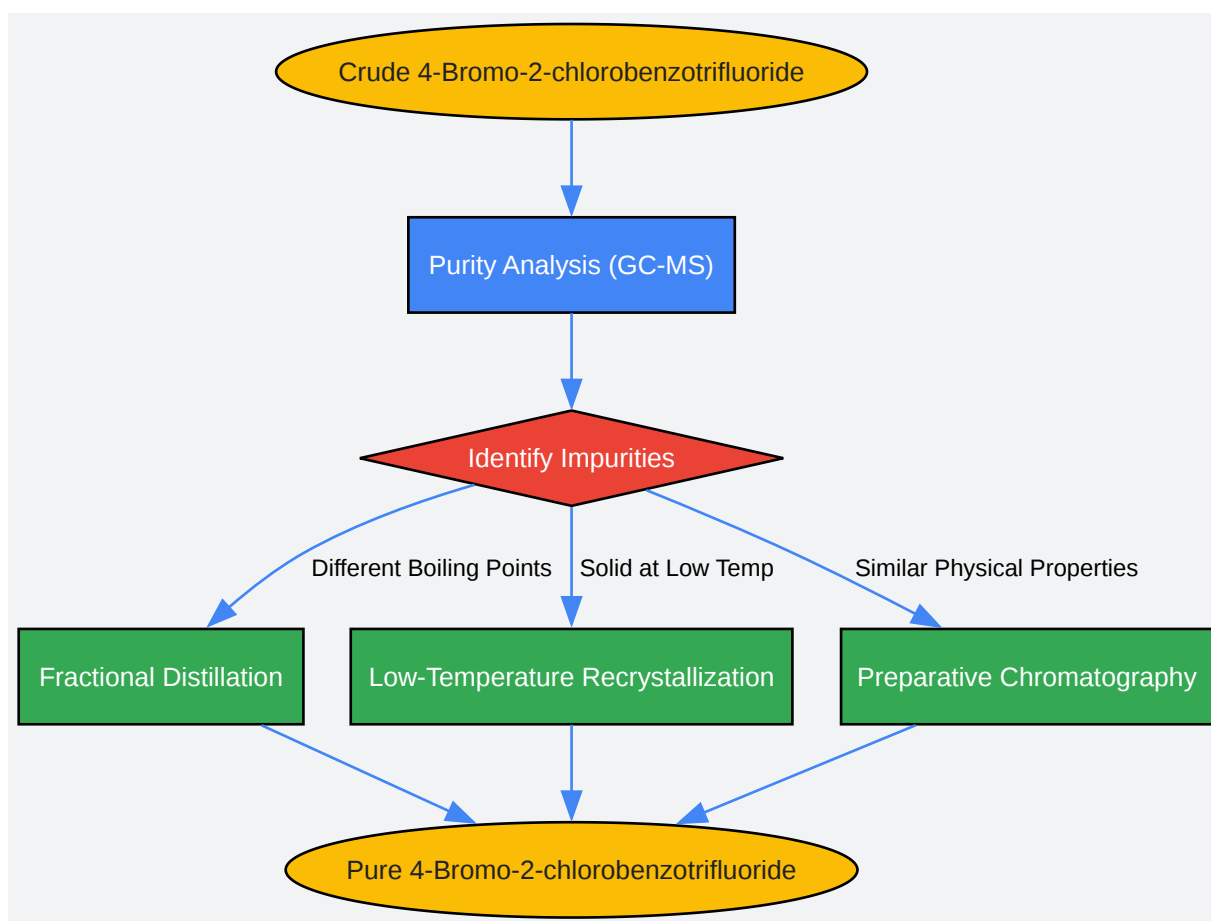 Crude 4-Bromo-2-chlorobenzotrifluoride
Purity Analysis (GC-MS)
Identify Impurities
Different Boiling Points
Solid at Low Temp
Similar Physical Properties
Fractional Distillation
Low-Temperature Recrystallization
Preparative Chromatography
Pure 4-Bromo-2-chlorobenzotrifluoride